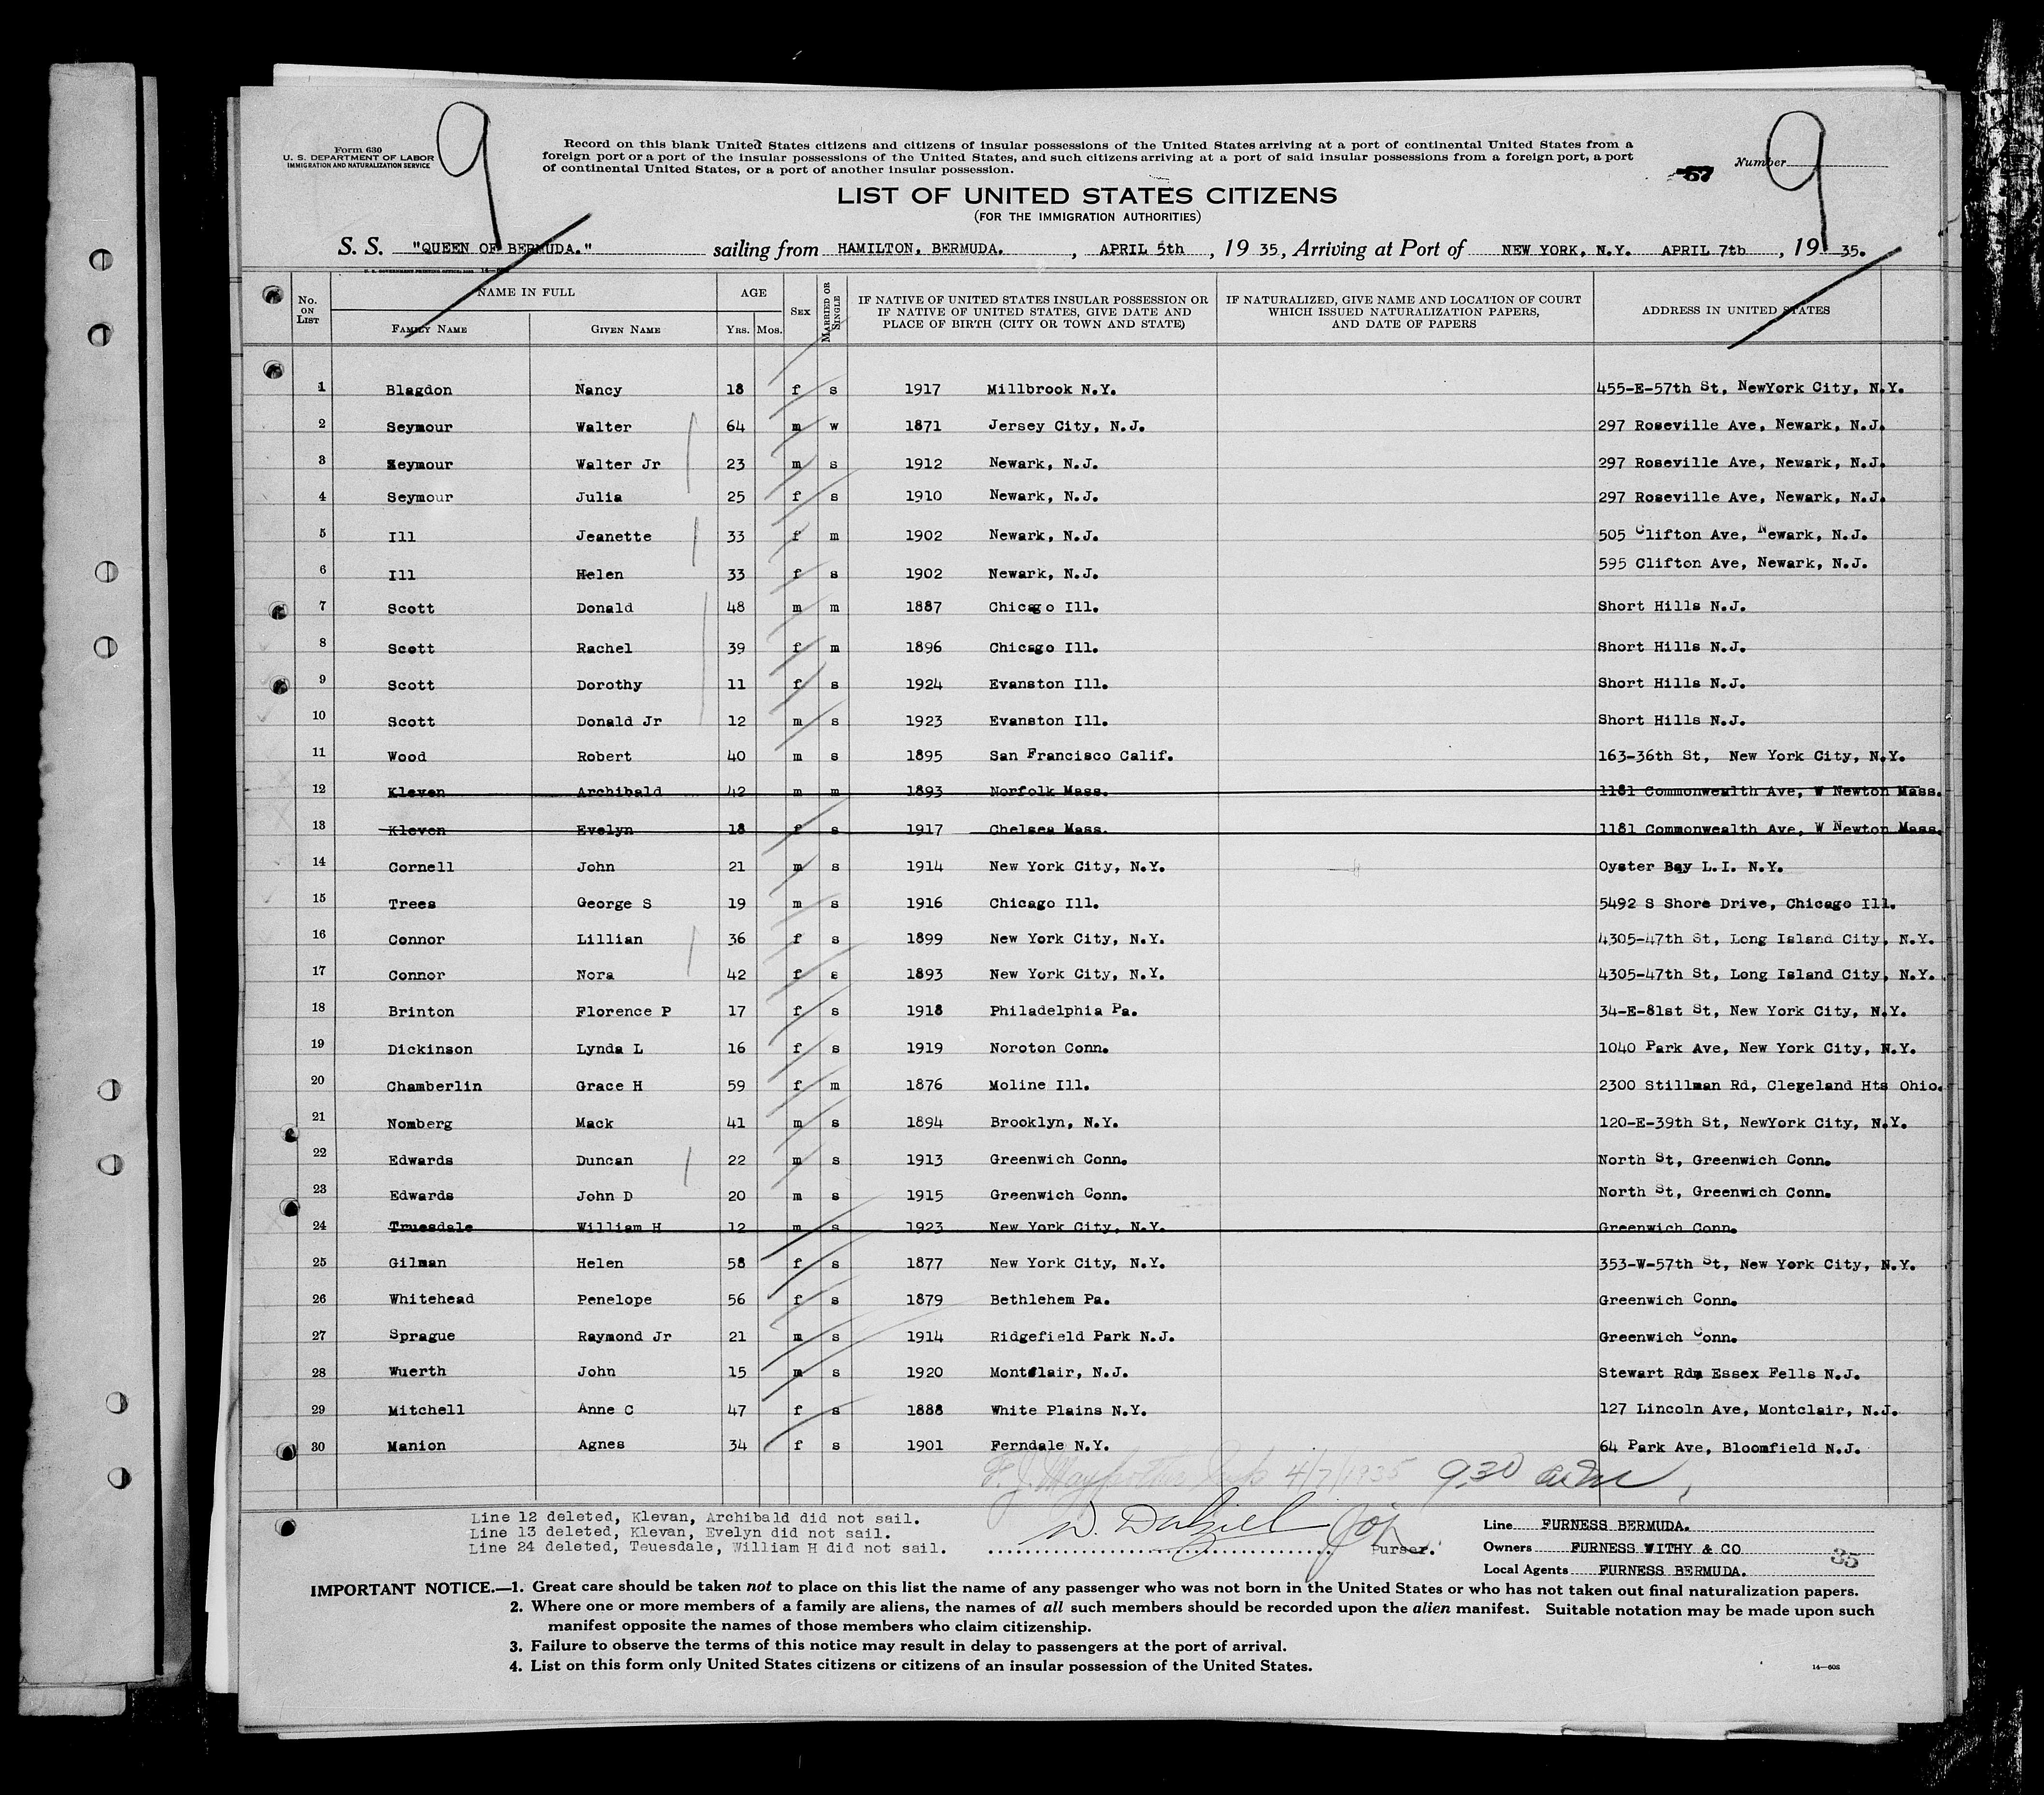 9
9
Form 630
U. S. DEPARTMENT OF LABOR
IMMIGRATION AND NATURALIZATION SERVICE
Record on this blank United States citizens and citizens of insular possessions of the United States arriving at a port of continental United States from a
foreign port or a port of the insular possessions of the United States, and such citizens arriving at a port of said insular possessions from a foreign port, a port
of continental United States, or a port of another insular possession.
57 Number
LIST OF UNITED STATES CITIZENS
(FOR THE IMMIGRATION AUTHORITIES)
S. S. "QUEEN OF BERMUDA." sailing from HAMILTON, BERMUDA. , APRIL 5th , 19 35, Arriving at Port of NEW YORK, N.Y. APRIL 7tb , 19 35.
No. ON LIST NAME IN FULL FAMILY NAME GIVEN NAME AGE YRS. MOS. SEX MARRIED OR SINGLE IF NATIVE OF UNITED STATES INSULAR POSSESSION OR IF NATIVE OF UNITED STATES, GIVE DATE AND PLACE OF BIRTH (CITY OR TOWN AND STATE) IF NATURALIZED, GIVE NAME AND LOCATION OF COURT WHICH ISSUED NATURALIZATION PAPERS, AND DATE OF PAPERS ADDRESS IN UNITED STATES
1 Blagdon Nancy 18 f s 1917 Millbrook N.Y. 455-E-57th St, NewYork City, N.Y.
2 Seymour Walter 64 m w 1871 Jersey City, N.J. 297 Roseville Ave, Newark, N.J.
3 Seymour Walter Jr 23 m s 1912 Newark, N.J. 297 Roseville Ave, Newark, N.J.
4 Seymour Julia 25 f s 1910 Newark, N.J. 297 Roseville Ave, Newark, N.J.
5 Ill Jeanette 33 f m 1902 Newark, N.J. 505 Clifton Ave, Newark, N.J.
6 Ill Helen 33 f s 1902 Newark, N.J. 595 Clifton Ave, Newark, N.J.
7 Scott Donald 48 m m 1887 Chicago Ill. Short Hills N.J.
8 Scott Rachel 39 f m 1896 Chicago Ill. Short Hills N.J.
9 Scott Dorothy 11 f s 1924 Evanston Ill. Short Hills N.J.
10 Scott Donald Jr 12 m s 1923 Evanston Ill. Short Hills N.J.
11 Wood Robert 40 m s 1895 San Francisco Calif. 163-36th St, New York City, N.Y.
12 Kleven Archibald 42 m m 1893 Norfolk Mass. 1181 Commonwealth Ave, W Newton Mass.
13 Kleven Evelyn 18 f s 1917 Chelsea Mass. 1181 Commonwealth Ave, W Newton Mass.
14 Cornell John 21 m s 1914 New York City, N.Y. Oyster Bay L.I. N.Y.
15 Trees George S 19 m s 1916 Chicago Ill. 5492 S Shore Drive, Chicago Ill.
16 Connor Lillian 36 f s 1899 New York City, N.Y. 4305-47th St, Long Island City, N.Y.
17 Connor Nora 42 f s 1893 New York City, N.Y. 4305-47th St, Long Island City, N.Y.
18 Brinton Florence P 17 f s 1918 Philadelphia Pa. 34-E-81st St, New York City, N.Y.
19 Dickinson Lynda L 16 f s 1919 Noroton Conn. 1040 Park Ave, New York City, N.Y.
20 Chamberlin Grace H 59 f m 1876 Moline Ill. 2300 Stillman Rd, Clegeland Hts Ohio.
21 Nomberg Mack 41 m s 1894 Brooklyn, N.Y. 120-E-39th St, NewYork City, N.Y.
22 Edwards Duncan 22 m s 1913 Greenwich Conn. North St, Greenwich Conn.
23 Edwards John D 20 m s 1915 Greenwich Conn. North St, Greenwich Conn.
24 Truesdale William H 12 m s 1923 New York City, N.Y. Greenwich Conn.
25 Gilman Helen 58 f s 1877 New York City, N.Y. 353-W-57th St, New York City, N.Y.
26 Whitehead Penelope 56 f s 1879 Bethlehem Pa. Greenwich Conn.
27 Sprague Raymond Jr 21 m s 1914 Ridgefield Park N.J. Greenwich Conn.
28 Wuerth John 15 m s 1920 Montclair, N.J. Stewart Rdm Essex Fells N.J.
29 Mitchell Anne C 47 f s 1888 White Plains N.Y. 127 Lincoln Ave, Montclair, N.J.
30 Manion Agnes 34 f s 1901 Ferndale N.Y. 64 Park Ave, Bloomfield N.J.
4/7/1935 9.30
Line 12 deleted, Klevan, Archibald did not sail.
Line 13 deleted, Klevan, Evelyn did not sail.
Line 24 deleted, Teuesdale, William H did not sail.
W. Dalziel
Purser.
Line FURNESS BERMUDA.
Owners FURNESS WITHY & CO
35
Local Agents FURNESS BERMUDA.
IMPORTANT NOTICE.—1. Great care should be taken not to place on this list the name of any passenger who was not born in the United States or who has not taken out final naturalization papers.
2. Where one or more members of a family are aliens, the names of all such members should be recorded upon the alien manifest. Suitable notation may be made upon such
manifest opposite the names of those members who claim citizenship.
3. Failure to observe the terms of this notice may result in delay to passengers at the port of arrival.
4. List on this form only United States citizens or citizens of an insular possession of the United States.
14—608